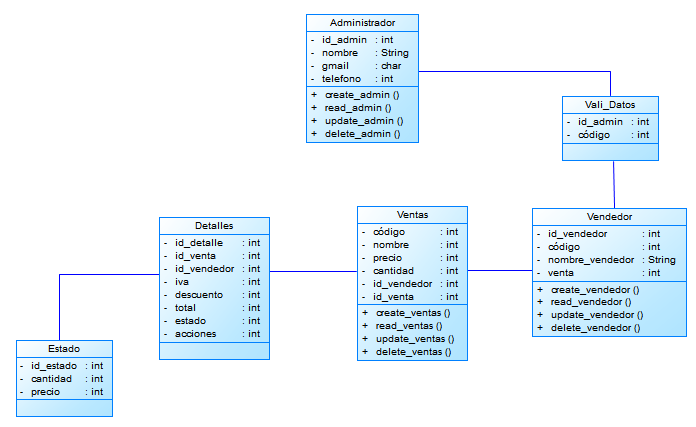 Administrador
- id_admin : int
- nombre : String
- gmail : char
- telefono : int
+ create_admin ()
+ read_admin ()
+ update_admin ()
+ delete_admin ()
Vali_Datos
- id_admin : int
- código : int
Detalles
- id_detalle : int
- id_venta : int
- id_vendedor : int
- iva : int
- descuento : int
- total : int
- estado : int
- acciones : int
Ventas
- código : int
- nombre : int
- precio : int
- cantidad : int
- id_vendedor : int
- id_venta : int
+ create_ventas ()
+ read_ventas ()
+ update_ventas ()
+ delete_ventas ()
Vendedor
- id_vendedor : int
- código : int
- nombre_vendedor : String
- venta : int
+ create_vendedor ()
+ read_vendedor ()
+ update_vendedor ()
+ delete_vendedor ()
Estado
- id_estado : int
- cantidad : int
- precio : int